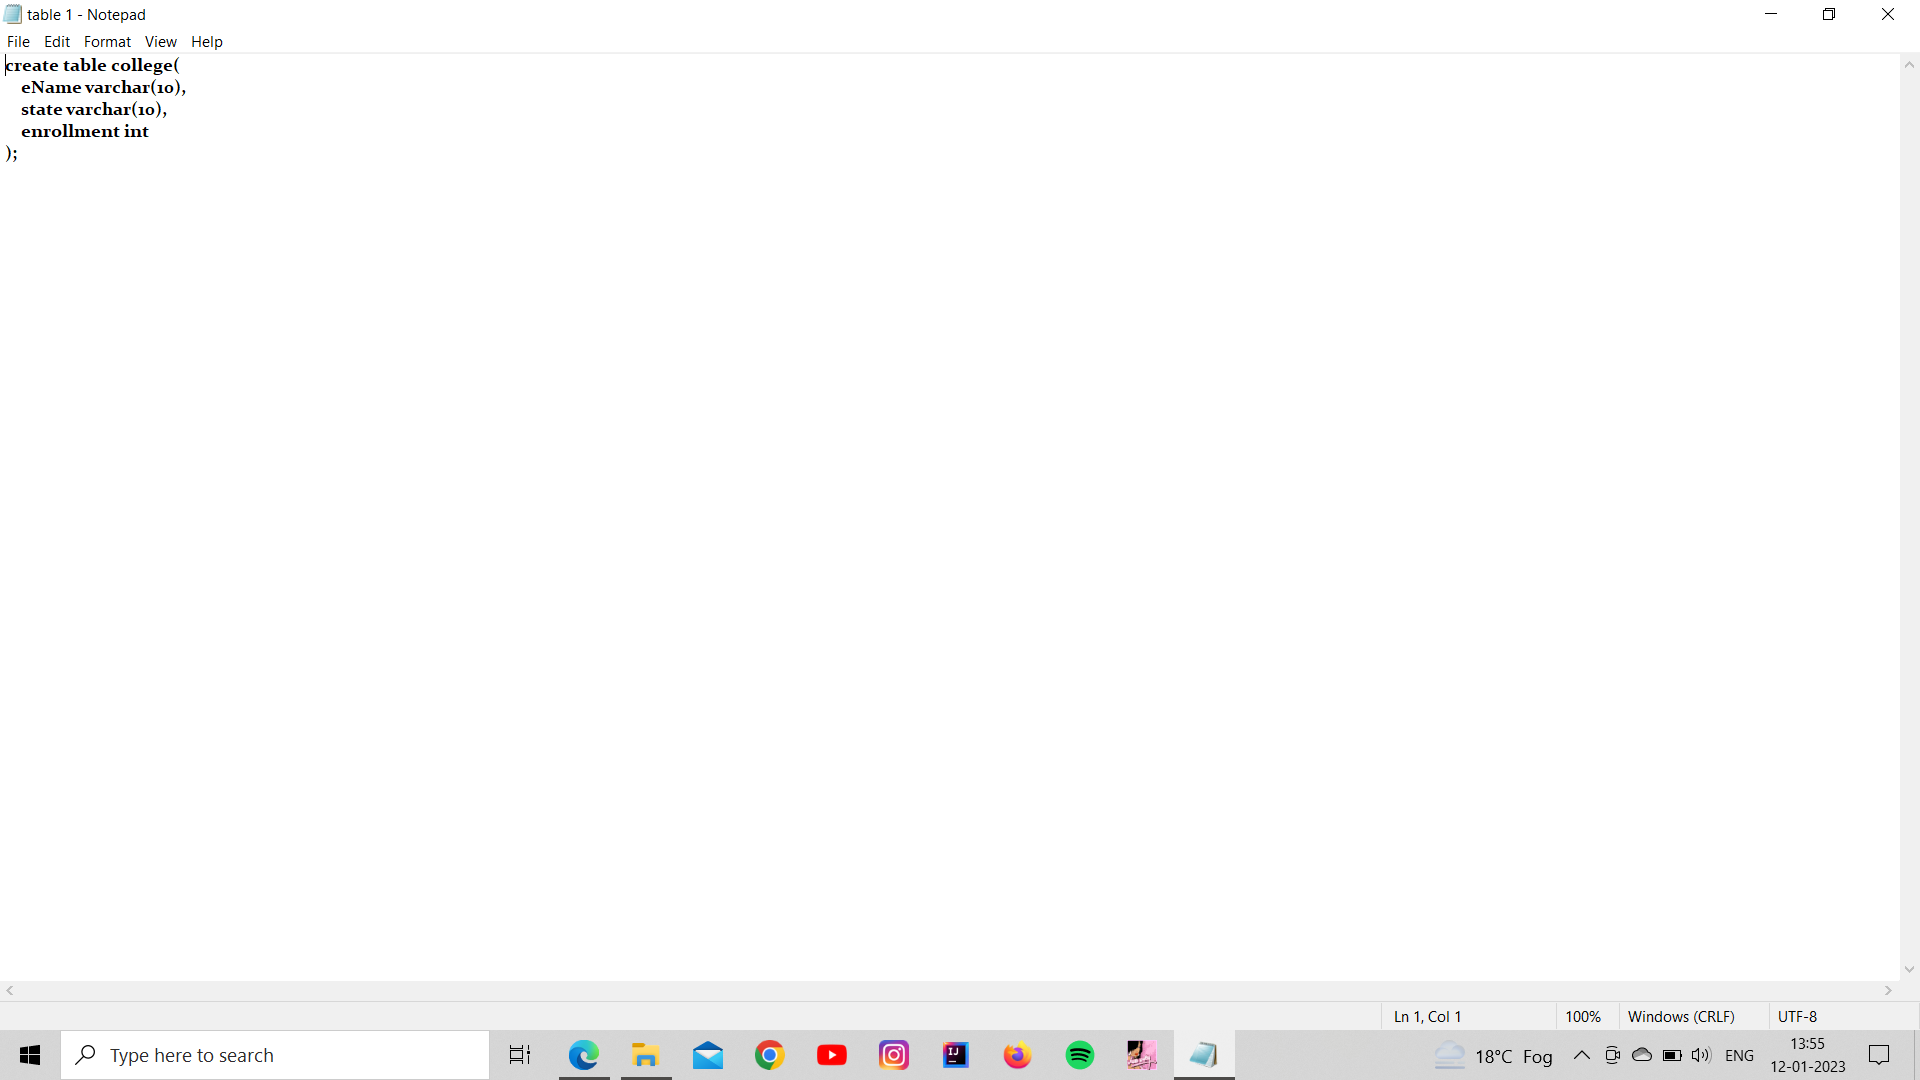 table 1 - Notepad
File Edit Format View Help
create table college(
eName varchar(10),
state varchar(10),
enrollment int
);
Ln 1, Col 1 100% Windows (CRLF) UTF-8
Type here to search
IJ
18°C Fog
ENG
13:55
12-01-2023